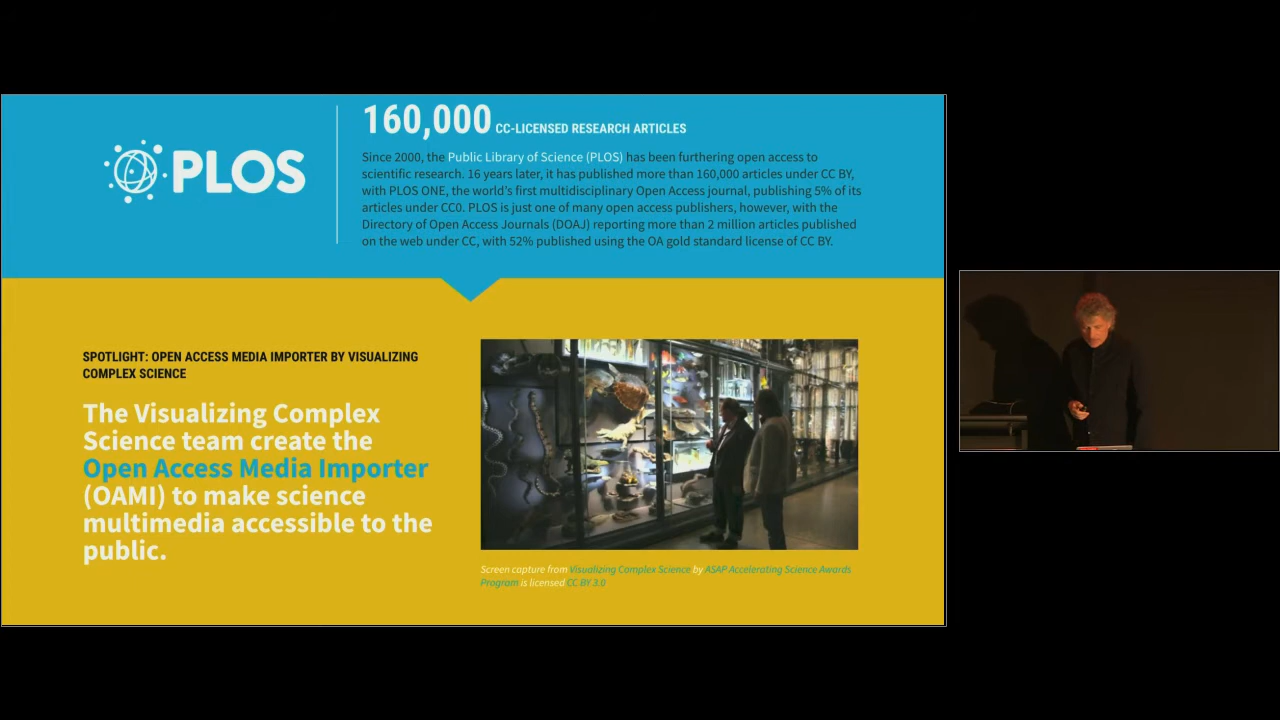 PLOS
160,000 CC-LICENSED RESEARCH ARTICLES
Since 2000, the Public Library of Science (PLOS) has been furthering open access to
scientific research. 16 years later, it has published more than 160,000 articles under CC BY,
with PLOS ONE, the world's first multidisciplinary Open Access journal, publishing 5% of its
articles under CC0. PLOS is just one of many open access publishers, however, with the
Directory of Open Access Journals (DOAJ) reporting more than 2 million articles published
on the web under CC, with 52% published using the OA gold standard license of CC BY.
SPOTLIGHT: OPEN ACCESS MEDIA IMPORTER BY VISUALIZING
COMPLEX SCIENCE
The Visualizing Complex
Science team create the
Open Access Media Importer
(OAMI) to make science
multimedia accessible to the
public.
Screen capture from Visualizing Complex Science by ASAP Accelerating Science Awards
Program is licensed CC BY 3.0